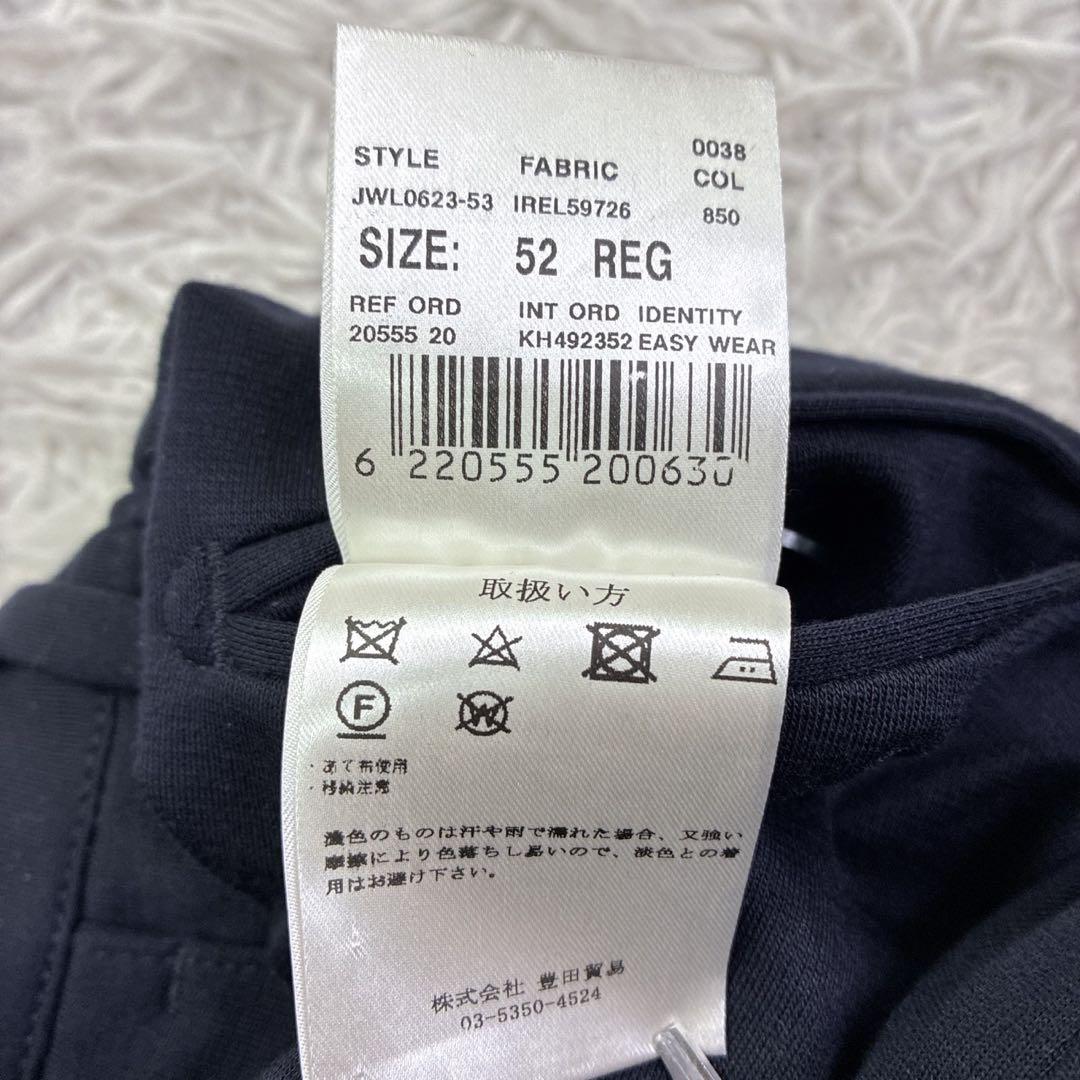 STYLE FABRIC 0038 COL
JWL0623-53 IREL59726 850
SIZE: 52 REG
REF ORD INT ORD IDENTITY
20555 20 KH492352 EASY WEAR
6 220555 200630
取扱い方
F W
・あて布使用
・移染注意
濃色のものは汗や雨で濡れた場合、又強い
摩擦により色落ちし易いので、淡色との着
用はお避け下さい。
株式会社 豊田貿易
03-5350-4524